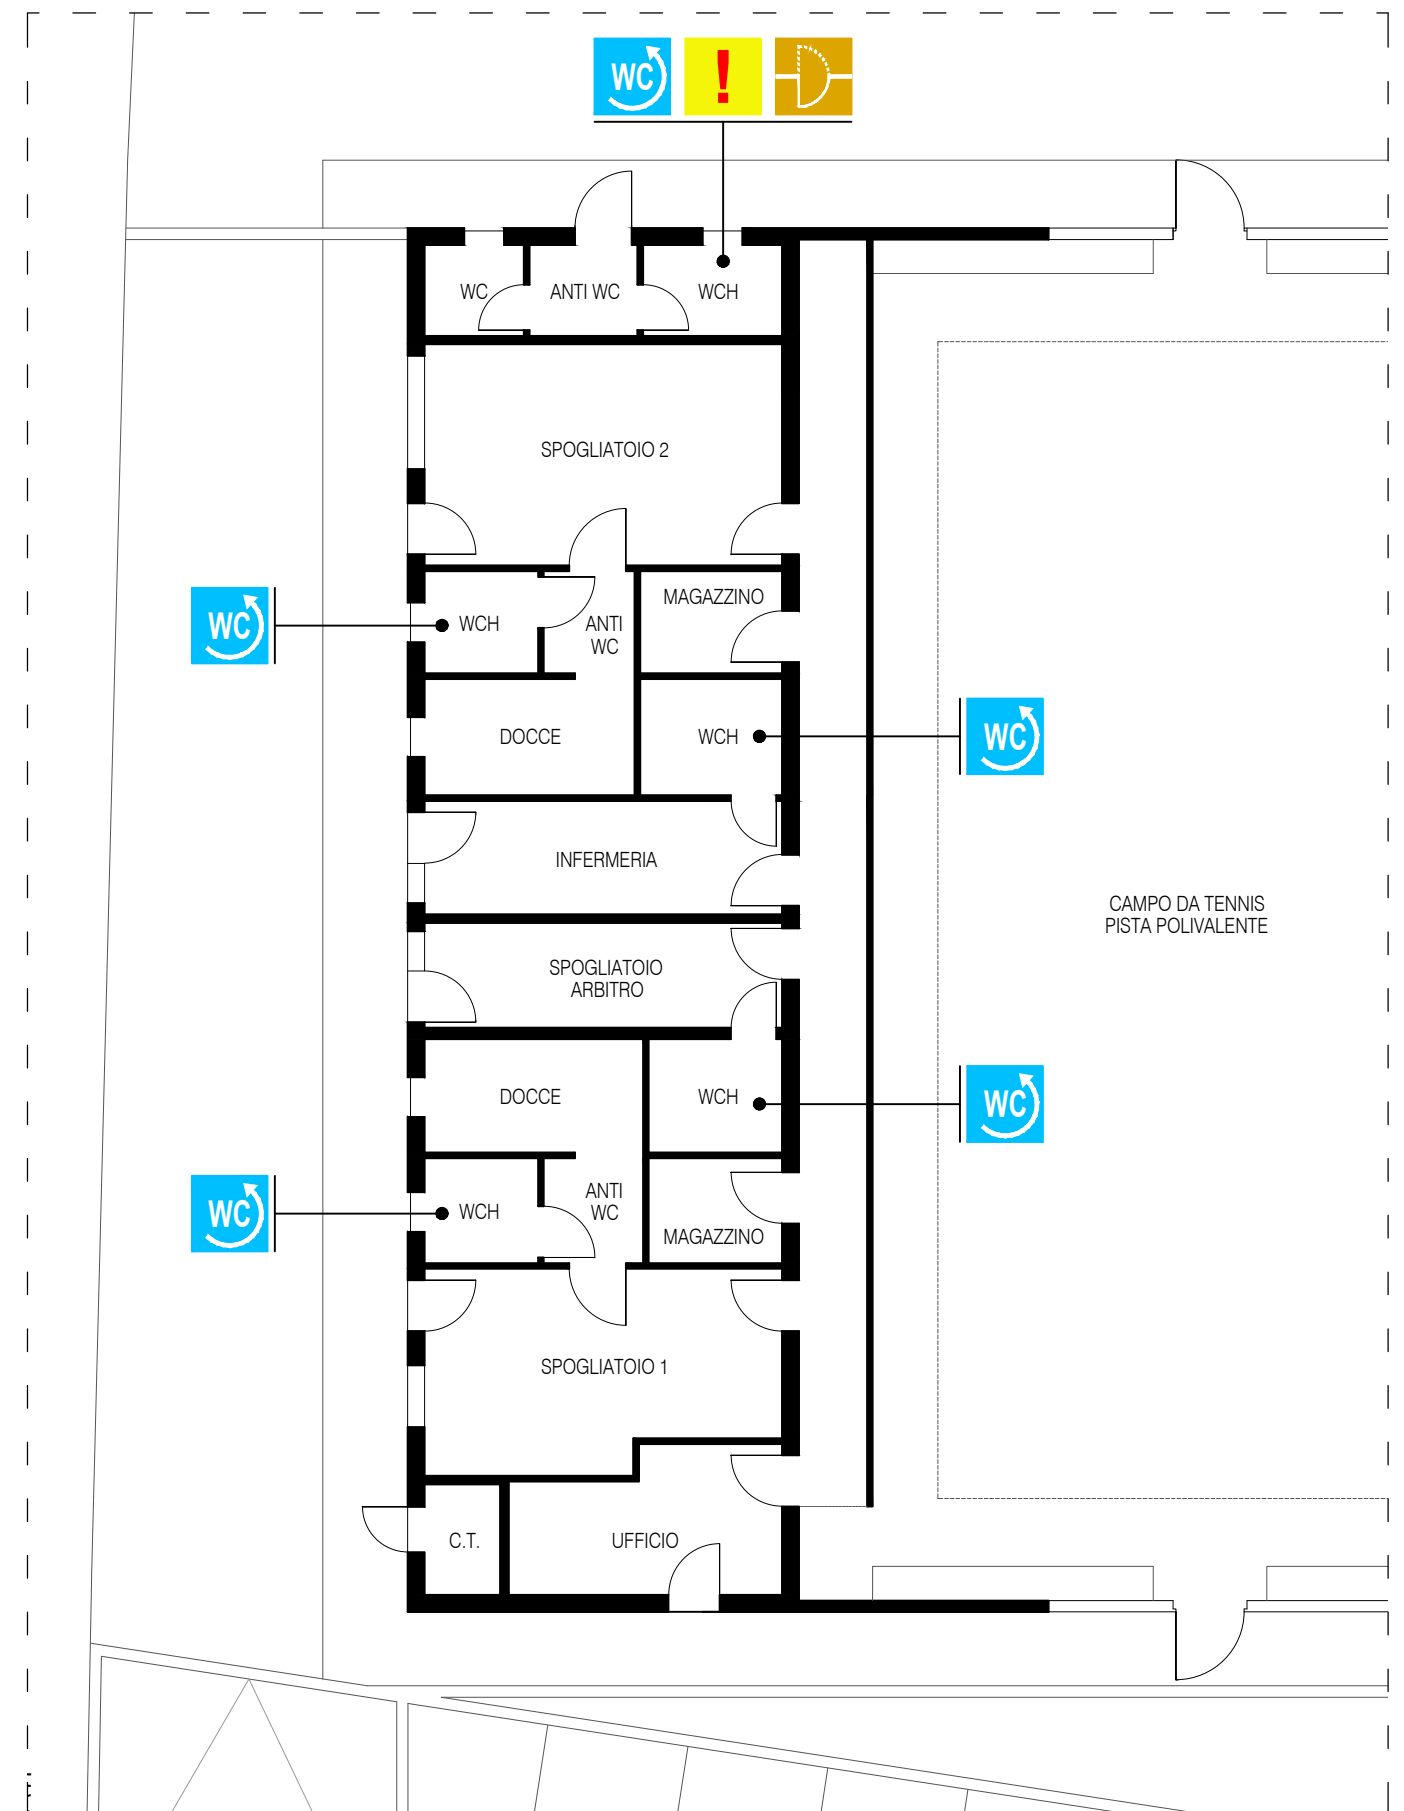 WC ! 
WC ANTI WC WCH
SPOGLIATOIO 2
MAGAZZINO
WC
WCH
ANTI
WC
DOCCE
WCH
WC
INFERMERIA
CAMPO DA TENNIS
PISTA POLIVALENTE
SPOGLIATOIO
ARBITRO
DOCCE
WCH
WC
WC
WCH
ANTI
WC
MAGAZZINO
SPOGLIATOIO 1
C.T.
UFFICIO